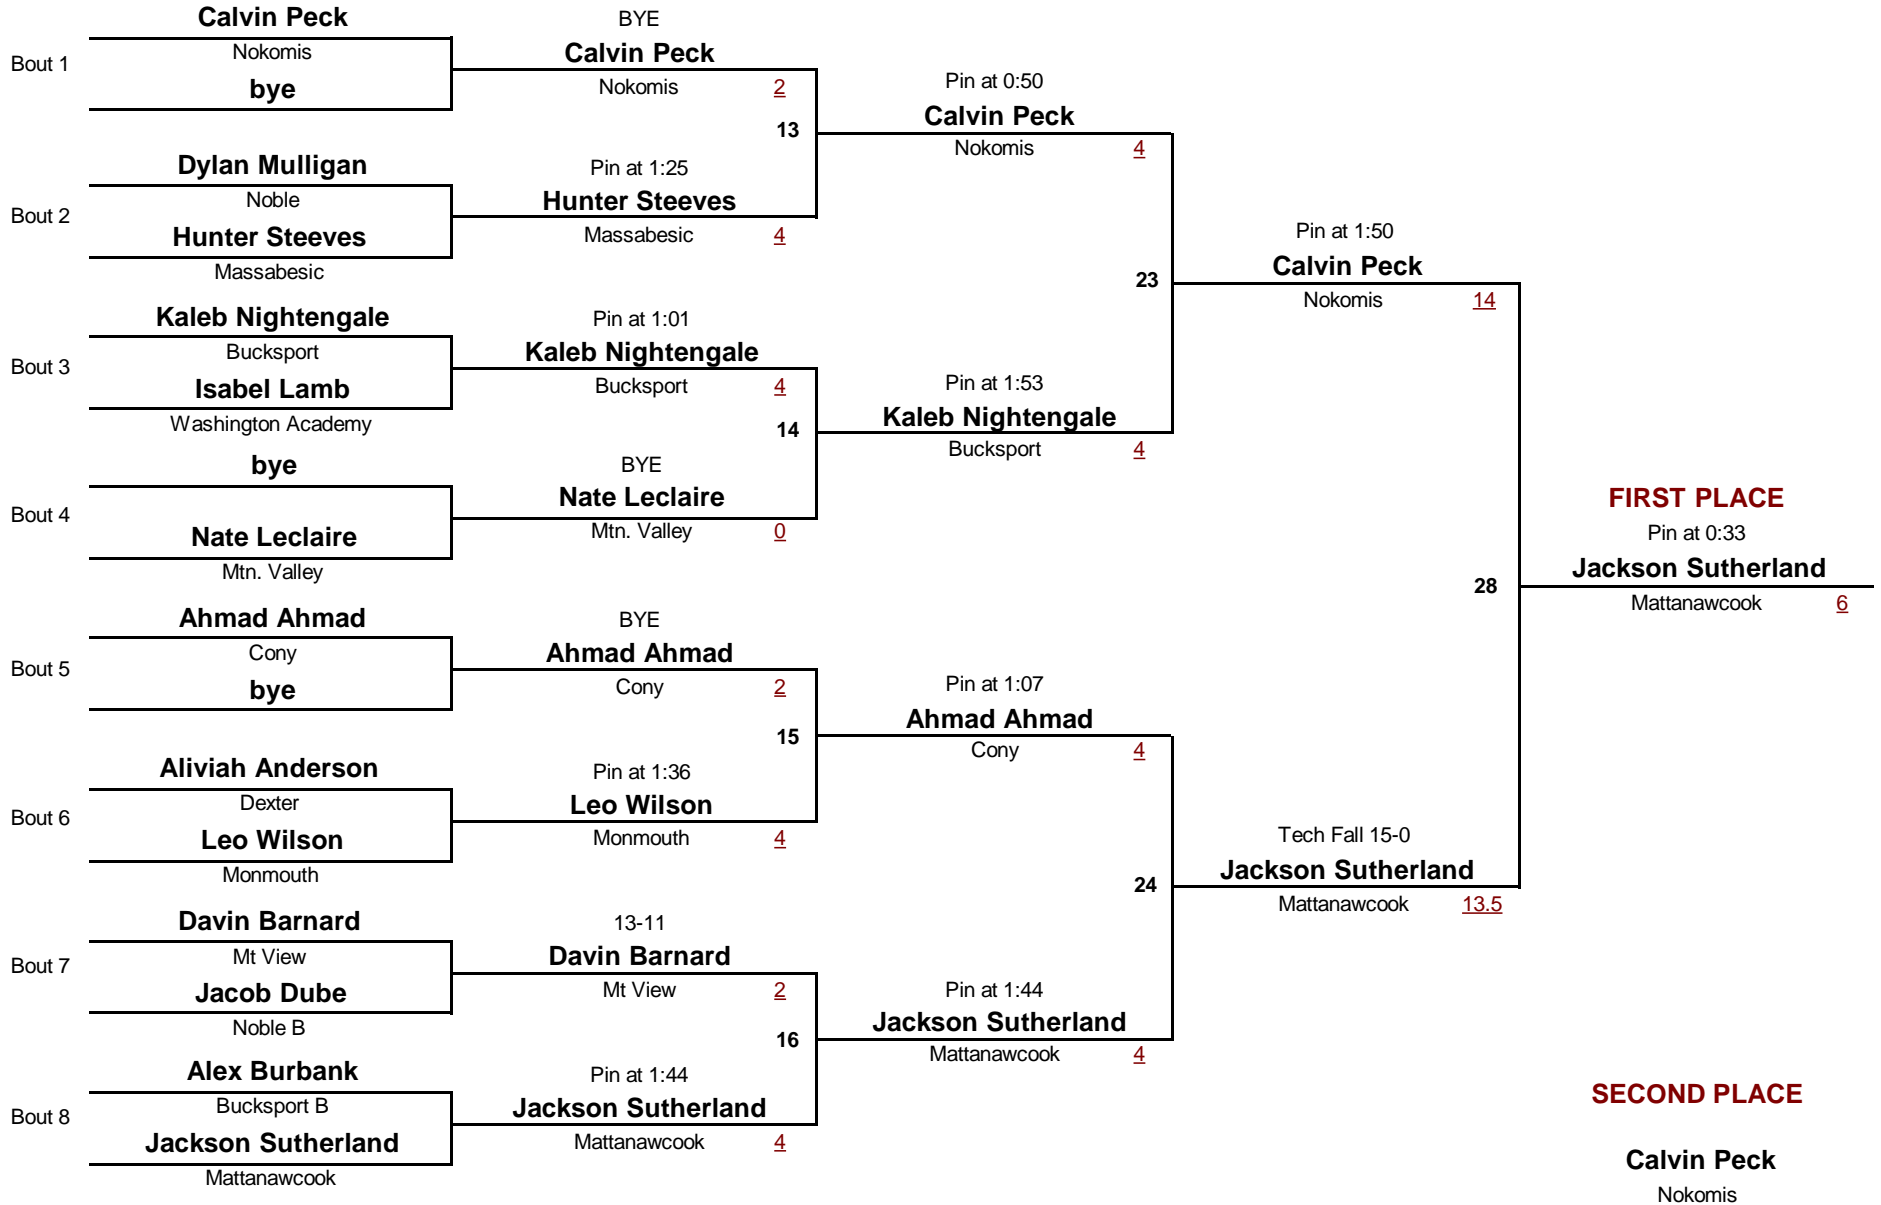 Calvin Peck
Bout 1
Nokomis
bye
Dylan Mulligan
Bout 2
Noble
Hunter Steeves
Massabesic
Kaleb Nightengale
Bout 3
Bucksport
Isabel Lamb
Washington Academy
bye
Bout 4
Nate Leclaire
Mtn. Valley
Ahmad Ahmad
Bout 5
Cony
bye
Aliviah Anderson
Bout 6
Dexter
Leo Wilson
Monmouth
Davin Barnard
Bout 7
Mt View
Jacob Dube
Noble B
Alex Burbank
Bout 8
Bucksport B
Jackson Sutherland
Mattanawcook
BYE
Calvin Peck
Nokomis 2
13
Pin at 1:25
Hunter Steeves
Massabesic 4
Pin at 1:01
Kaleb Nightengale
Bucksport 4
14
BYE
Nate Leclaire
Mtn. Valley 0
BYE
Ahmad Ahmad
Cony 2
15
Pin at 1:36
Leo Wilson
Monmouth 4
13-11
Davin Barnard
Mt View 2
16
Pin at 1:44
Jackson Sutherland
Mattanawcook 4
Pin at 0:50
Calvin Peck
Nokomis 4
23
Pin at 1:53
Kaleb Nightengale
Bucksport 4
Pin at 1:07
Ahmad Ahmad
Cony 4
24
Pin at 1:44
Jackson Sutherland
Mattanawcook 4
Pin at 1:50
Calvin Peck
Nokomis 14
28
Tech Fall 15-0
Jackson Sutherland
Mattanawcook 13.5
FIRST PLACE
Pin at 0:33
Jackson Sutherland
Mattanawcook 6
SECOND PLACE
Calvin Peck
Nokomis